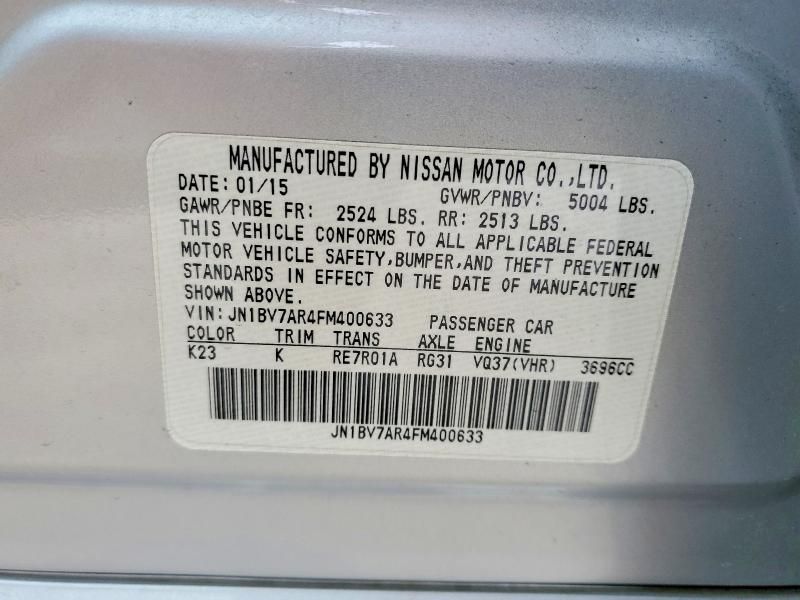 MANUFACTURED BY NISSAN MOTOR CO.,LTD.
DATE: 01/15 GVWR/PNBV: 5004 LBS.
GAWR/PNBE FR: 2524 LBS. RR: 2513 LBS.
THIS VEHICLE CONFORMS TO ALL APPLICABLE FEDERAL
MOTOR VEHICLE SAFETY,BUMPER,AND THEFT PREVENTION
STANDARDS IN EFFECT ON THE DATE OF MANUFACTURE
SHOWN ABOVE.
VIN:JN1BV7AR4FM400633 PASSENGER CAR
COLOR TRIM TRANS AXLE ENGINE
K23 K RE7R01A RG31 VQ37(VHR) 3696CC
JN1BV7AR4FM400633